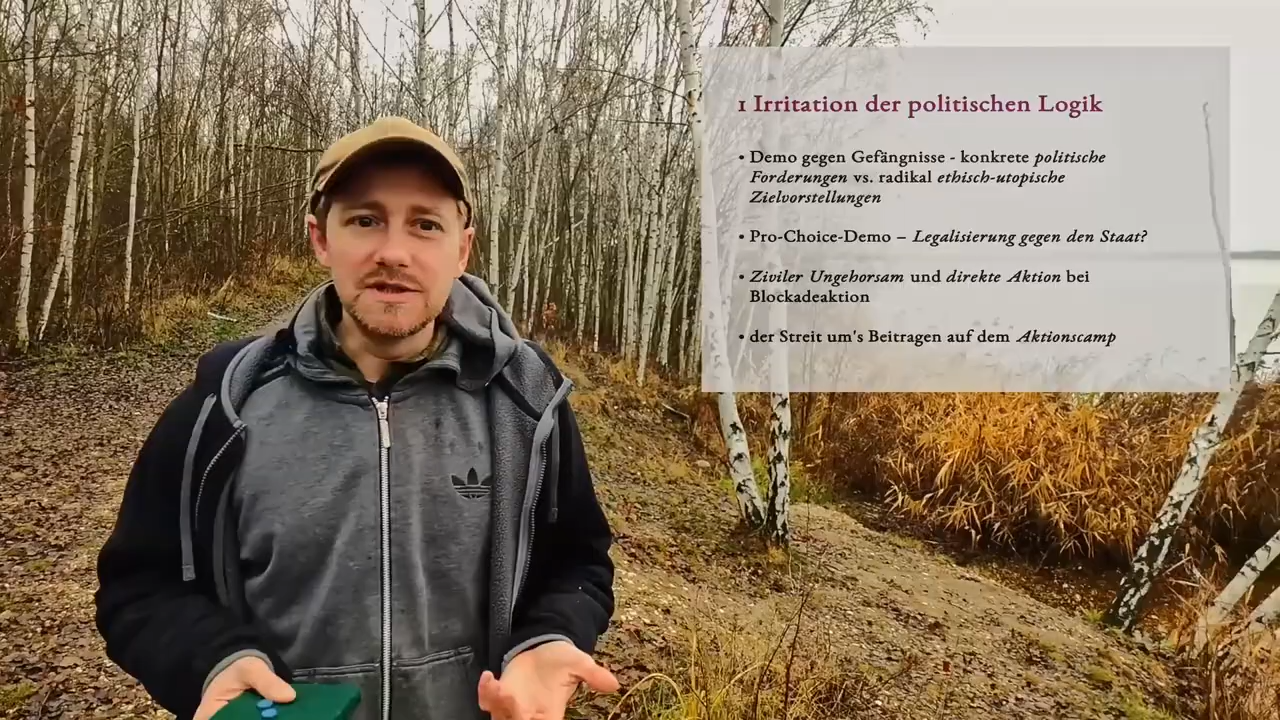 1 Irritation der politischen Logik
• Demo gegen Gefängnisse - konkrete politische
Forderungen vs. radikal ethisch-utopische
Zielvorstellungen
• Pro-Choice-Demo – Legalisierung gegen den Staat?
• Ziviler Ungehorsam und direkte Aktion bei
Blockadeaktion
• der Streit um's Beitragen auf dem Aktionscamp